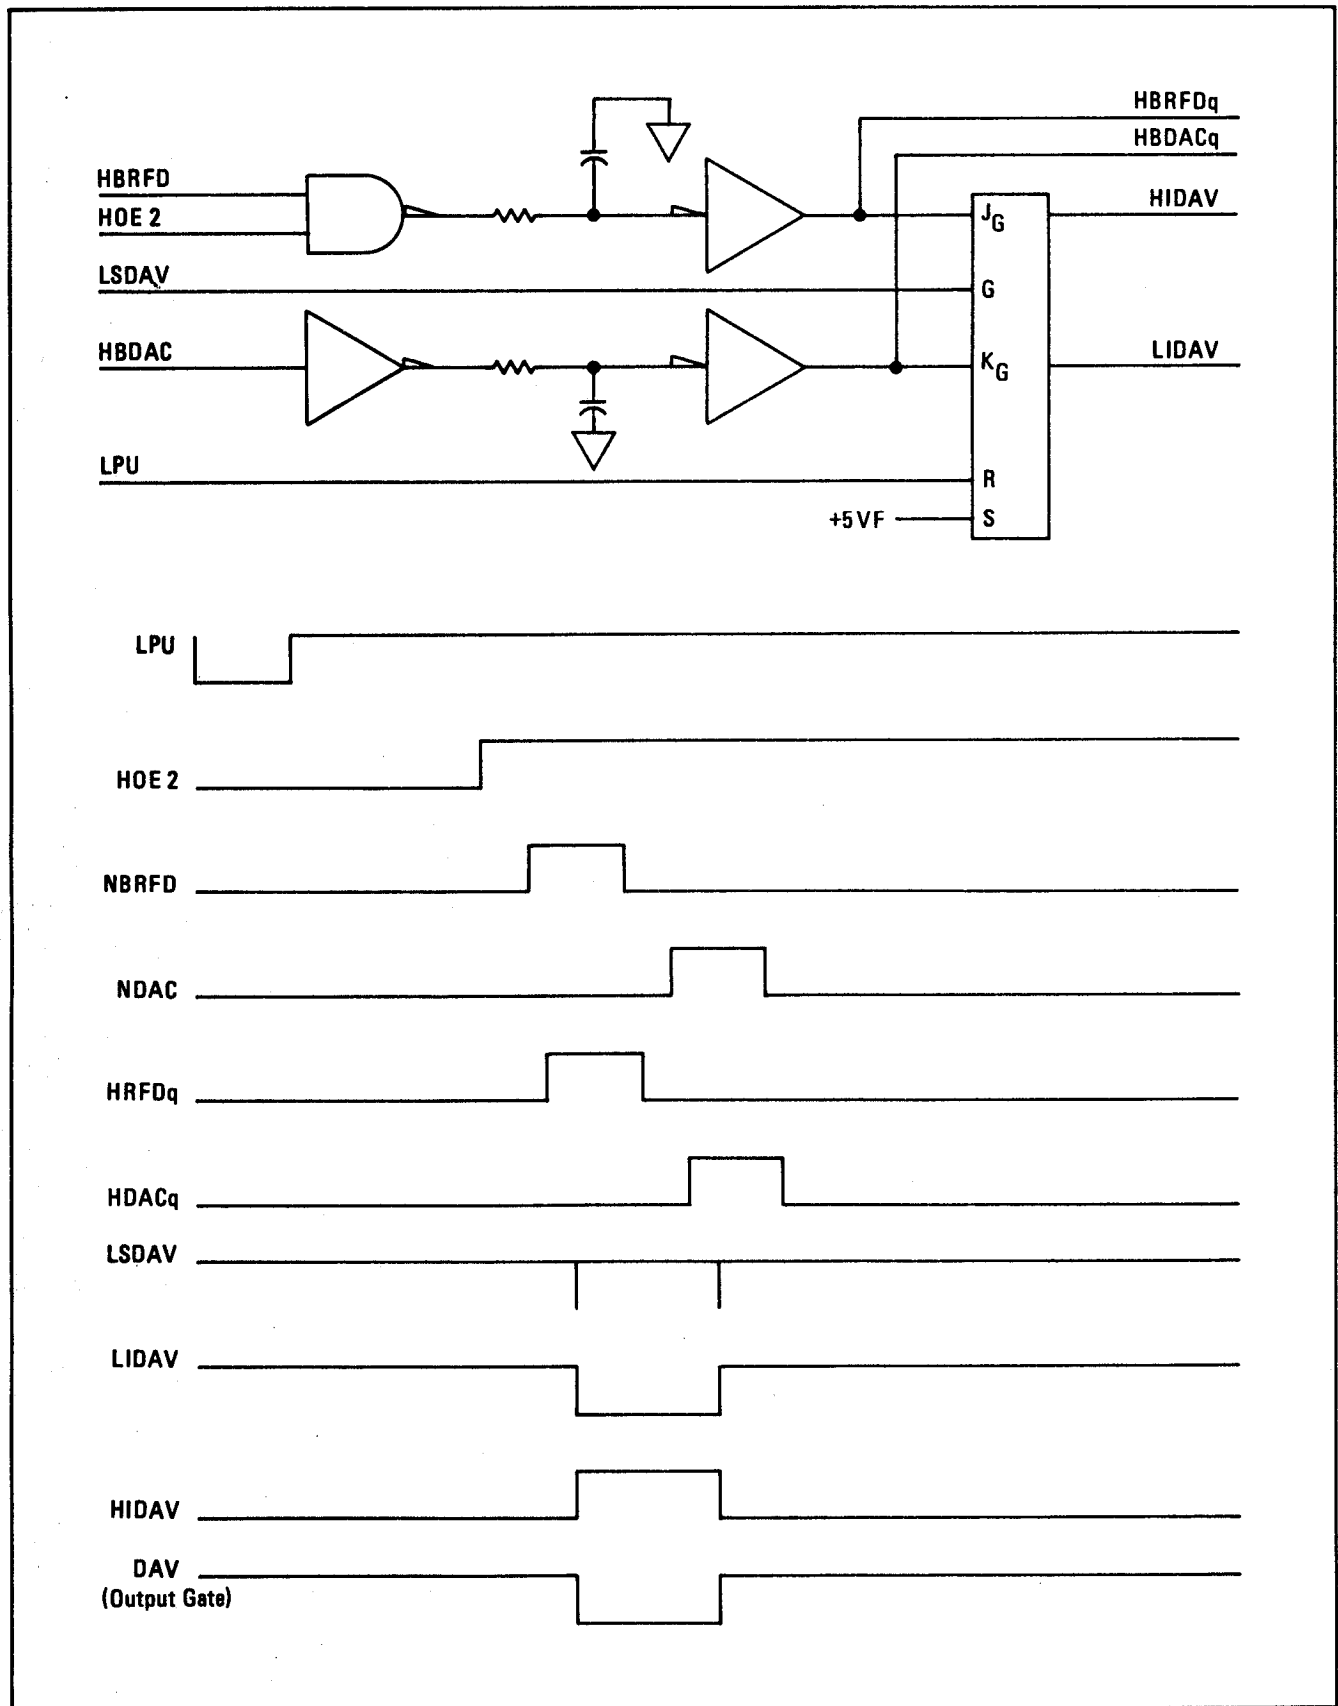 HBRFDq
HBDACq
HBRFD
HOE 2
JG
HIDAV
LSDAV
G
HBDAC
KG
LIDAV
LPU
R
+5VF
S
LPU
HOE 2
NBRFD
NDAC
HRFDq
HDACq
LSDAV
LIDAV
HIDAV
DAV
(Output Gate)